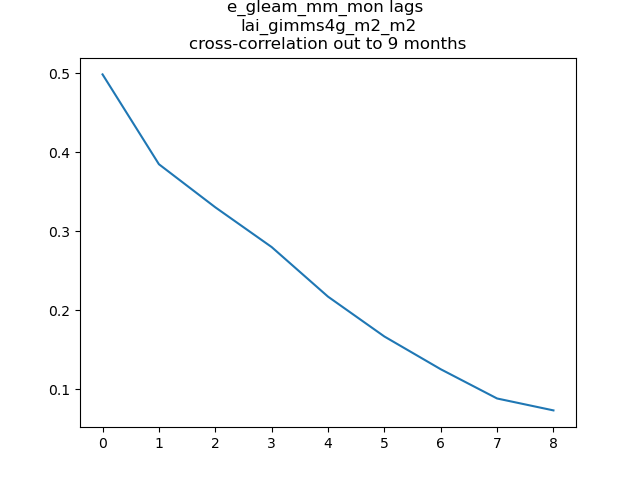 e_gleam_mm_mon lags
lai_gimms4g_m2_m2
cross-correlation out to 9 months
0.5
0.4
0.3
0.2
0.1
0 1 2 3 4 5 6 7 8